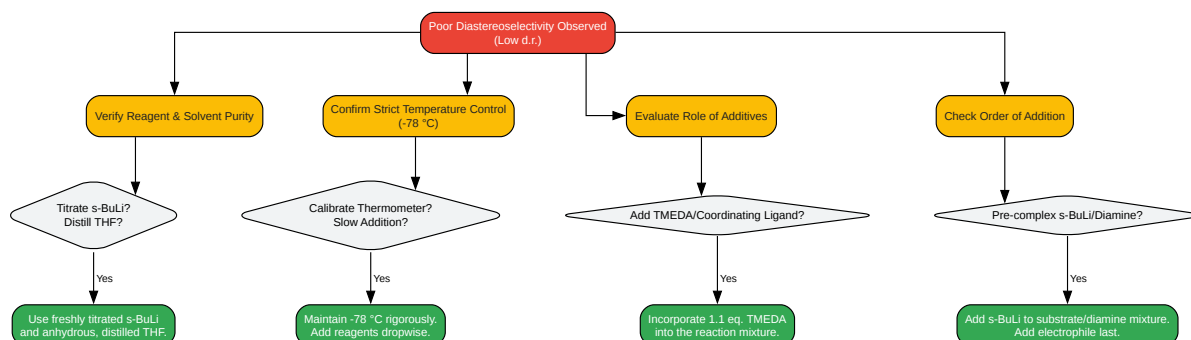 Poor Diastereoselectivity Observed
(Low d.r.)
Verify Reagent & Solvent Purity
Confirm Strict Temperature Control
(-78 °C)
Evaluate Role of Additives
Check Order of Addition
Titrate s-BuLi?
Distill THF?
Calibrate Thermometer?
Slow Addition?
Add TMEDA/Coordinating Ligand?
Pre-complex s-BuLi/Diamine?
Yes
Yes
Yes
Yes
Use freshly titrated s-BuLi
and anhydrous, distilled THF.
Maintain -78 °C rigorously.
Add reagents dropwise.
Incorporate 1.1 eq. TMEDA
into the reaction mixture.
Add s-BuLi to substrate/diamine mixture.
Add electrophile last.